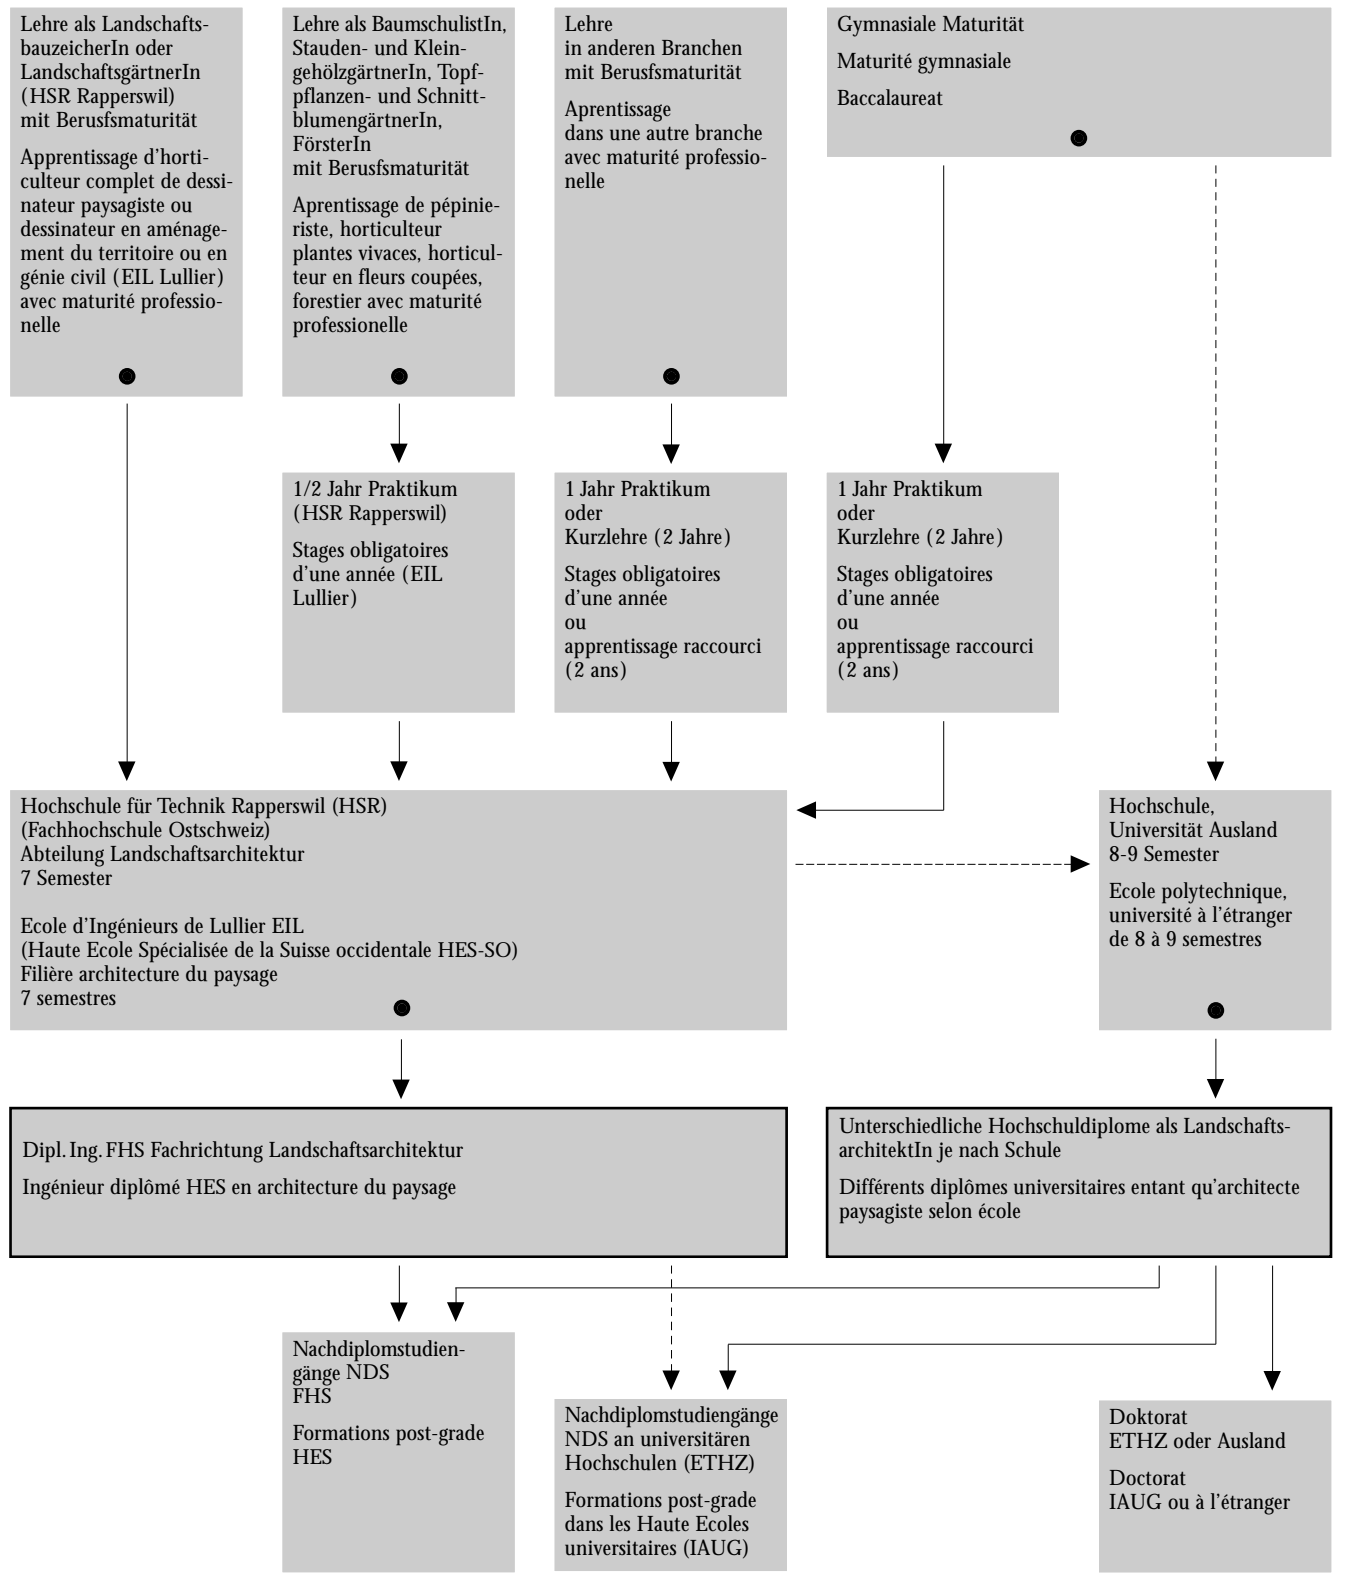 Lehre als Landschafts-
bauzeicherIn oder
LandschaftsgärtnerIn
(HSR Rapperswil)
mit Berusfsmaturität
Apprentissage d'horti-
culteur complet de dessi-
nateur paysagiste ou
dessinateur en aménage-
ment du territoire ou en
génie civil (EIL Lullier)
avec maturité professio-
nelle
Lehre als BaumschulistIn,
Stauden- und Klein-
gehölzgärtnerIn, Topf-
pflanzen- und Schnitt-
blumengärtnerIn,
FörsterIn
mit Berusfsmaturität
Aprentissage de pépinie-
riste, horticulteur
plantes vivaces, horticul-
teur en fleurs coupées,
forestier avec maturité
professionelle
Lehre
in anderen Branchen
mit Berusfsmaturität
Aprentissage
dans une autre branche
avec maturité professio-
nelle
Gymnasiale Maturität
Maturité gymnasiale
Baccalaureat
1/2 Jahr Praktikum
(HSR Rapperswil)
Stages obligatoires
d'une année (EIL
Lullier)
1 Jahr Praktikum
oder
Kurzlehre (2 Jahre)
Stages obligatoires
d'une année
ou
apprentissage raccourci
(2 ans)
1 Jahr Praktikum
oder
Kurzlehre (2 Jahre)
Stages obligatoires
d'une année
ou
apprentissage raccourci
(2 ans)
Hochschule für Technik Rapperswil (HSR)
(Fachhochschule Ostschweiz)
Abteilung Landschaftsarchitektur
7 Semester
Ecole d'Ingénieurs de Lullier EIL
(Haute Ecole Spécialisée de la Suisse occidentale HES-SO)
Filière architecture du paysage
7 semestres
Hochschule,
Universität Ausland
8-9 Semester
Ecole polytechnique,
université à l'étranger
de 8 à 9 semestres
Dipl. Ing. FHS Fachrichtung Landschaftsarchitektur
Ingénieur diplômé HES en architecture du paysage
Unterschiedliche Hochschuldiplome als Landschafts-
architektIn je nach Schule
Différents diplômes universitaires entant qu'architecte
paysagiste selon école
Nachdiplomstudien-
gänge NDS
FHS
Formations post-grade
HES
Nachdiplomstudiengänge
NDS an universitären
Hochschulen (ETHZ)
Formations post-grade
dans les Haute Ecoles
universitaires (IAUG)
Doktorat
ETHZ oder Ausland
Doctorat
IAUG ou à l'étranger